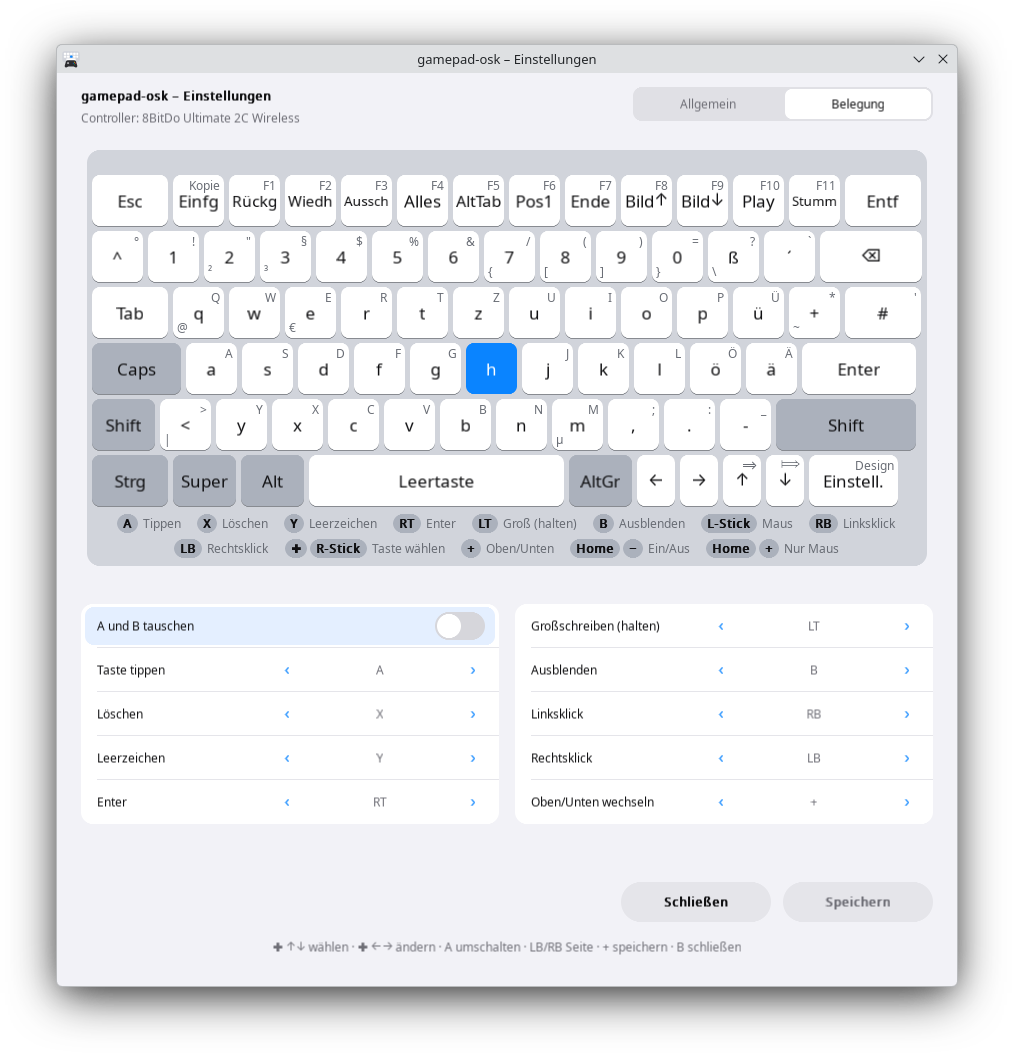 gamepad-osk – Einstellungen
gamepad-osk – Einstellungen
Controller: 8BitDo Ultimate 2C Wireless
Allgemein Belegung
Kopie F1 F2 F3 F4 F5 F6 F7 F8 F9 F10 F11
Esc Einfg Rückg Wiedh Aussch Alles AltTab Pos1 Ende Bild↑ Bild↓ Play Stumm Entf
° ! " § $ % & / ( ) = ? `
^ 1 2 3 4 5 6 7 8 9 0 ß ´ ⌫
² ³ { [ ] } \
Q W E R T Z U I O P Ü * '
Tab q w e r t z u i o p ü + #
@ € ~
A S D F G J K L Ö Ä
Caps a s d f g h j k l ö ä Enter
> Y X C V B N M ; : _
Shift < y x c v b n m , . - Shift
| µ
⇒ ⟾ Design
Strg Super Alt Leertaste AltGr ← → ↑ ↓ Einstell.
A Tippen X Löschen Y Leerzeichen RT Enter LT Groß (halten) B Ausblenden L-Stick Maus RB Linksklick
LB Rechtsklick ✚ R-Stick Taste wählen + Oben/Unten Home − Ein/Aus Home + Nur Maus
A und B tauschen
Taste tippen ‹ A ›
Löschen ‹ X ›
Leerzeichen ‹ Y ›
Enter ‹ RT ›
Großschreiben (halten) ‹ LT ›
Ausblenden ‹ B ›
Linksklick ‹ RB ›
Rechtsklick ‹ LB ›
Oben/Unten wechseln ‹ + ›
Schließen Speichern
✚ ↑↓ wählen · ✚ ←→ ändern · A umschalten · LB/RB Seite · + speichern · B schließen